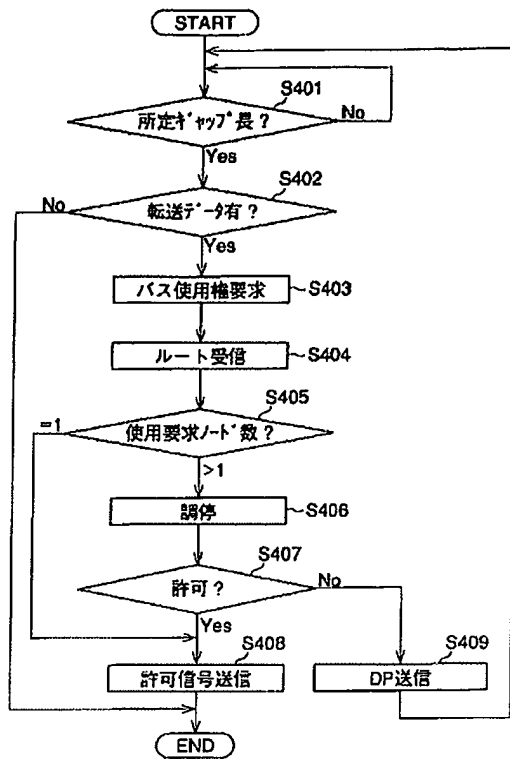 START
S401
所定ギャップ長?
No
Yes
S402
No
転送データ有?
Yes
バス使用権要求
S403
ルート受信
S404
S405
=1
使用要求ノード数?
>1
調停
S406
S407
許可?
No
Yes
S408
許可信号送信
S409
DP送信
END